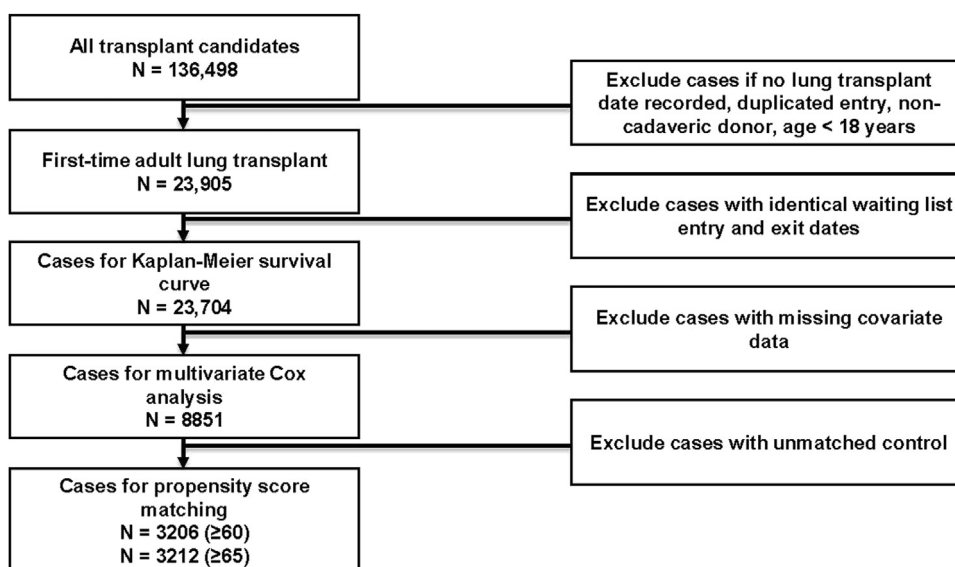 All transplant candidates
N = 136,498
Exclude cases if no lung transplant
date recorded, duplicated entry, non-
cadaveric donor, age < 18 years
First-time adult lung transplant
N = 23,905
Exclude cases with identical waiting list
entry and exit dates
Cases for Kaplan-Meier survival
curve
N = 23,704
Exclude cases with missing covariate
data
Cases for multivariate Cox
analysis
N = 8851
Exclude cases with unmatched control
Cases for propensity score
matching
N = 3206 (≥60)
N = 3212 (≥65)